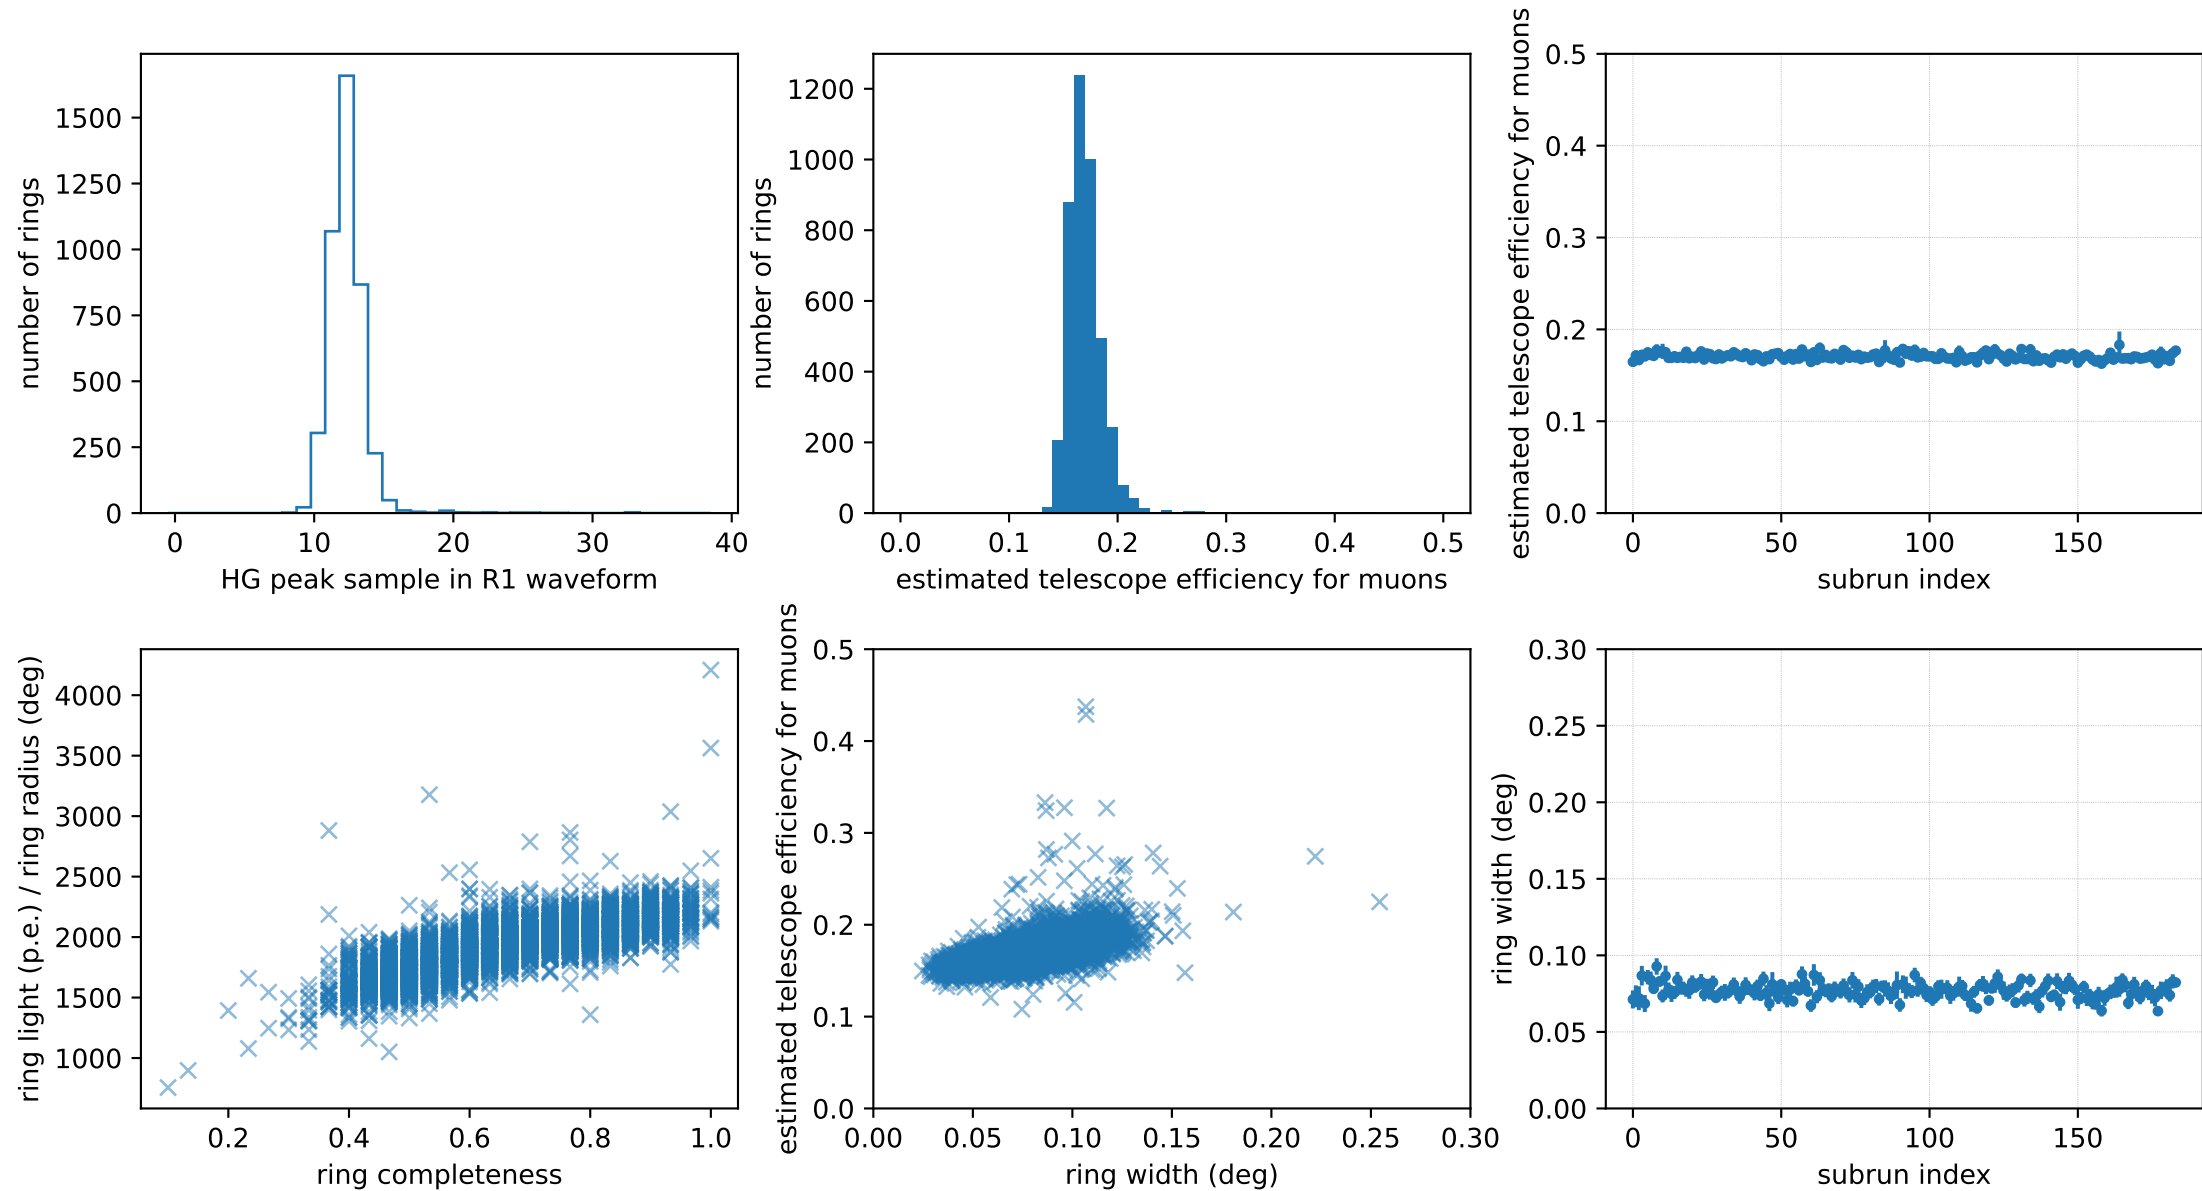 number of rings
1500
1250
1000
750
500
250
0
0 10 20 30 40
HG peak sample in R1 waveform
number of rings
1200
1000
800
600
400
200
0
0.0 0.1 0.2 0.3 0.4 0.5
estimated telescope efficiency for muons
estimated telescope efficiency for muons
0.5
0.4
0.3
0.2
0.1
0.0
0 50 100 150
subrun index
ring light (p.e.) / ring radius (deg)
4000
3500
3000
2500
2000
1500
1000
0.2 0.4 0.6 0.8 1.0
ring completeness
estimated telescope efficiency for muons
0.5
0.4
0.3
0.2
0.1
0.0
0.00 0.05 0.10 0.15 0.20 0.25 0.30
ring width (deg)
ring width (deg)
0.30
0.25
0.20
0.15
0.10
0.05
0.00
0 50 100 150
subrun index